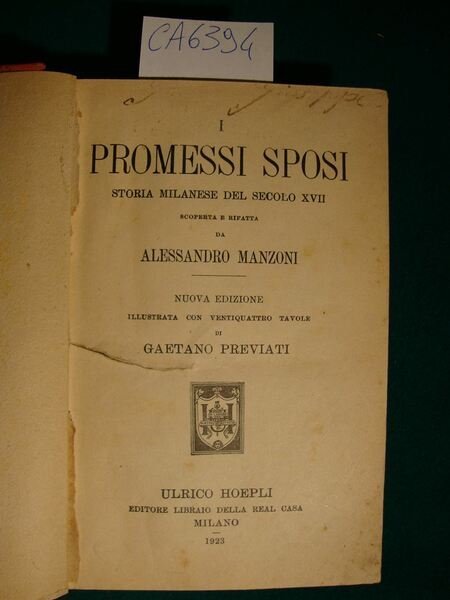 CA6394
I
PROMESSI SPOSI
STORIA MILANESE DEL SECOLO XVII
SCOPERTA E RIFATTA
DA
ALESSANDRO MANZONI
NUOVA EDIZIONE
ILLUSTRATA CON VENTIQUATTRO TAVOLE
DI
GAETANO PREVIATI
ULRICO HOEPLI
EDITORE LIBRAIO DELLA REAL CASA
MILANO
1923